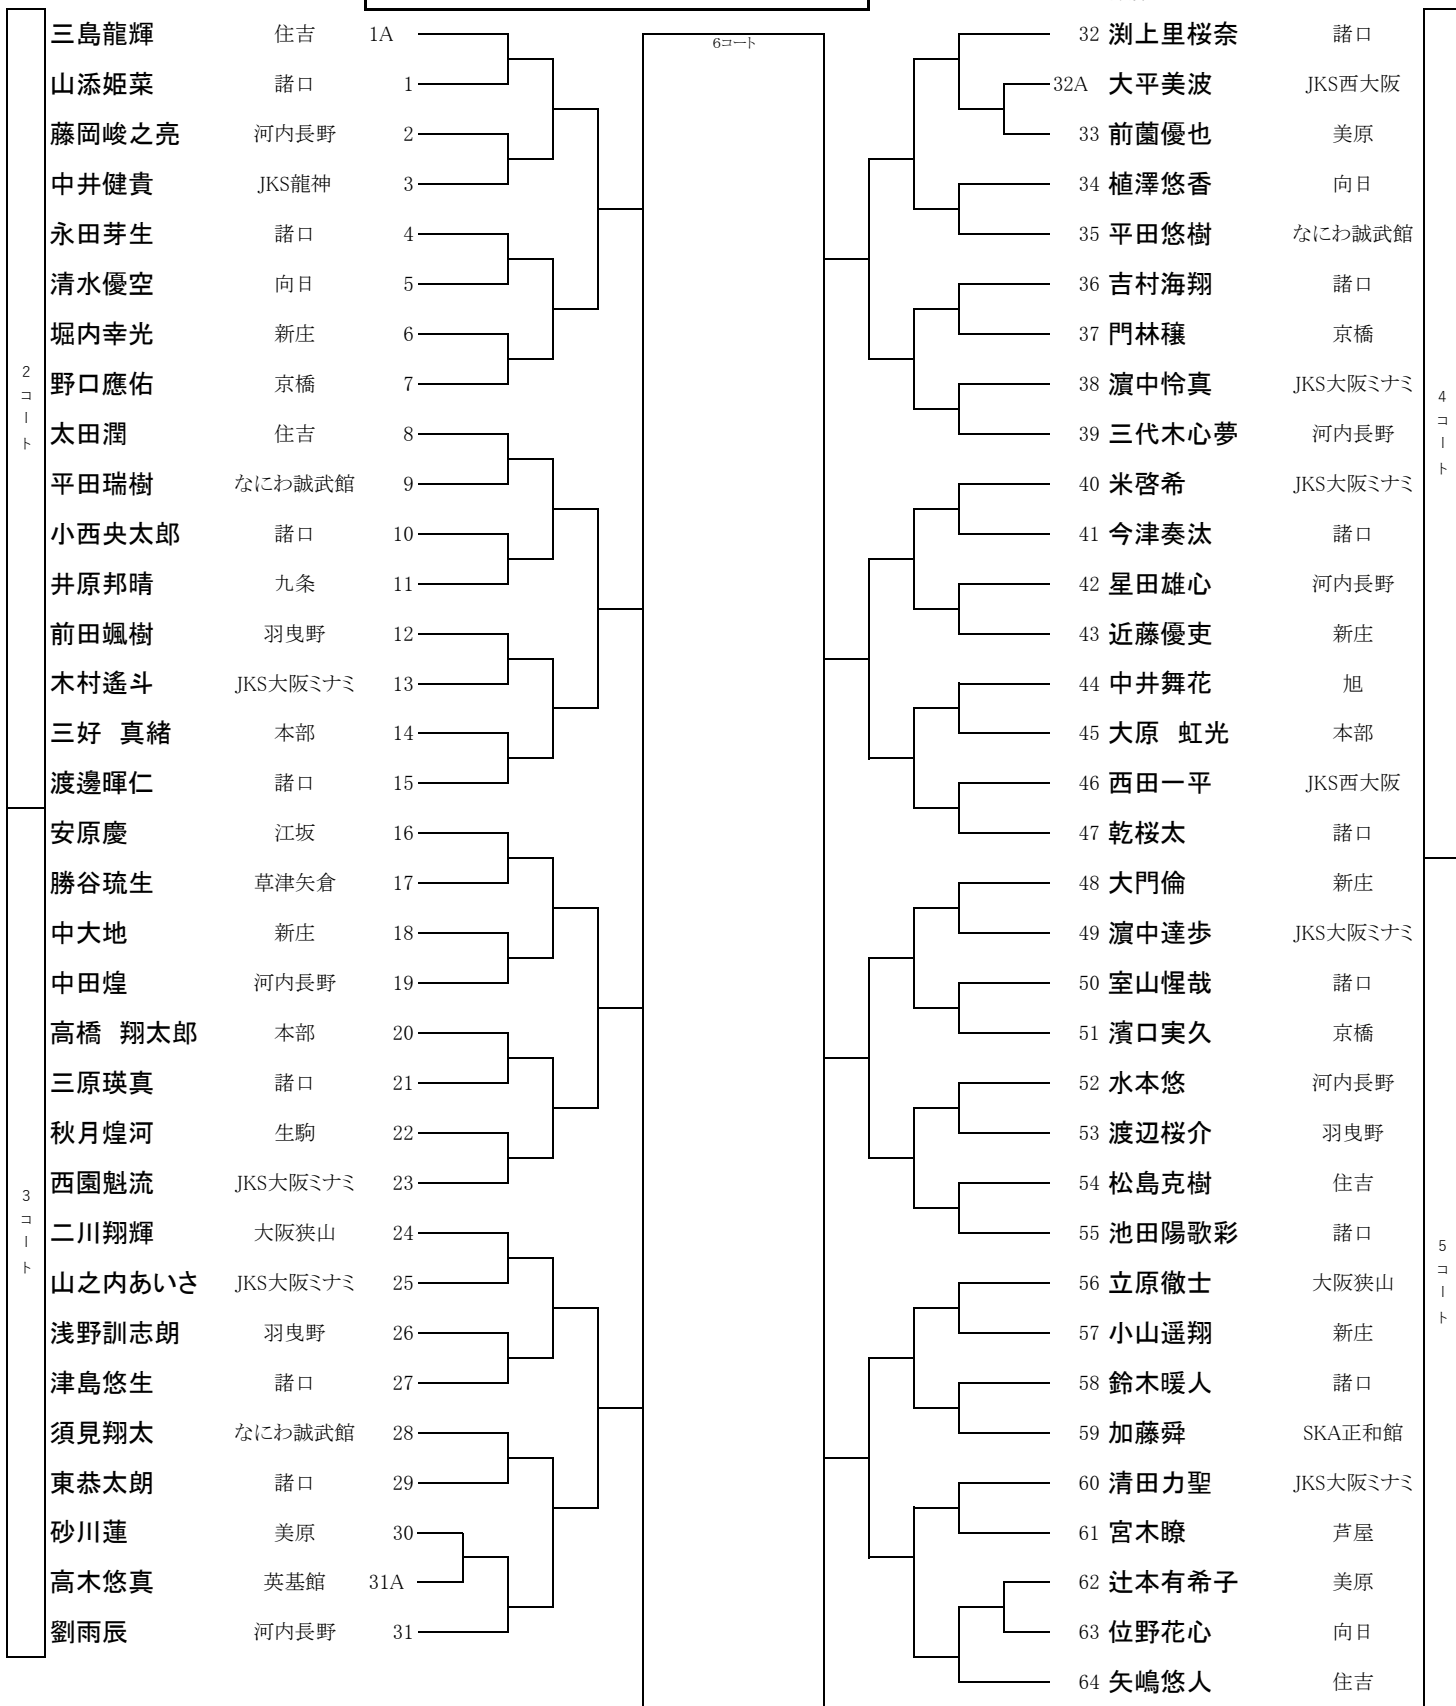 2コート
三島龍輝 住吉 1A
山添姫菜 諸口 1
藤岡峻之亮 河内長野 2
中井健貴 JKS龍神 3
永田芽生 諸口 4
清水優空 向日 5
堀内幸光 新庄 6
野口應佑 京橋 7
太田潤 住吉 8
平田瑞樹 なにわ誠武館 9
小西央太郎 諸口 10
井原邦晴 九条 11
前田颯樹 羽曳野 12
木村遙斗 JKS大阪ミナミ 13
三好 真緒 本部 14
渡邊暉仁 諸口 15
3コート
安原慶 江坂 16
勝谷琉生 草津矢倉 17
中大地 新庄 18
中田煌 河内長野 19
高橋 翔太郎 本部 20
三原瑛真 諸口 21
秋月煌河 生駒 22
西園魁流 JKS大阪ミナミ 23
二川翔輝 大阪狭山 24
山之内あいさ JKS大阪ミナミ 25
浅野訓志朗 羽曳野 26
津島悠生 諸口 27
須見翔太 なにわ誠武館 28
東恭太朗 諸口 29
砂川蓮 美原 30
高木悠真 英基館 31A
劉雨辰 河内長野 31
6コート
32 渕上里桜奈 諸口
32A 大平美波 JKS西大阪
33 前薗優也 美原
34 植澤悠香 向日
35 平田悠樹 なにわ誠武館
36 吉村海翔 諸口
37 門林穣 京橋
38 濵中怜真 JKS大阪ミナミ
39 三代木心夢 河内長野
40 米啓希 JKS大阪ミナミ
41 今津奏汰 諸口
42 星田雄心 河内長野
43 近藤優吏 新庄
44 中井舞花 旭
45 大原 虹光 本部
46 西田一平 JKS西大阪
47 乾桜太 諸口
4コート
48 大門倫 新庄
49 濵中達歩 JKS大阪ミナミ
50 室山惺哉 諸口
51 濱口実久 京橋
52 水本悠 河内長野
53 渡辺桜介 羽曳野
54 松島克樹 住吉
55 池田陽歌彩 諸口
56 立原徹士 大阪狭山
57 小山遥翔 新庄
58 鈴木暖人 諸口
59 加藤舜 SKA正和館
60 清田力聖 JKS大阪ミナミ
61 宮木瞭 芦屋
62 辻本有希子 美原
63 位野花心 向日
64 矢嶋悠人 住吉
5コート